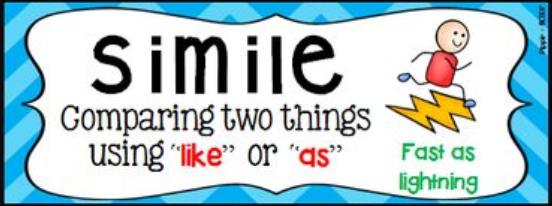 simile
Comparing two things
using "like" or "as"
Fast as
lightning